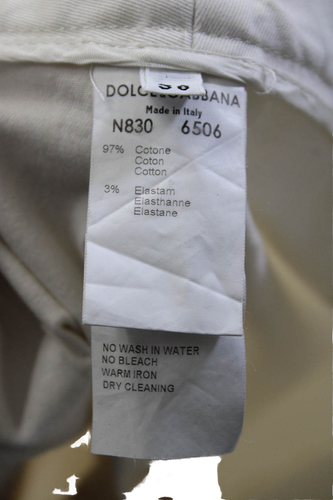 DOLCE&GABBANA
Made in Italy
N830 6506
97% Cotone
Coton
Cotton
3% Elastam
Elasthanne
Elastane
NO WASH IN WATER
NO BLEACH
WARM IRON
DRY CLEANING